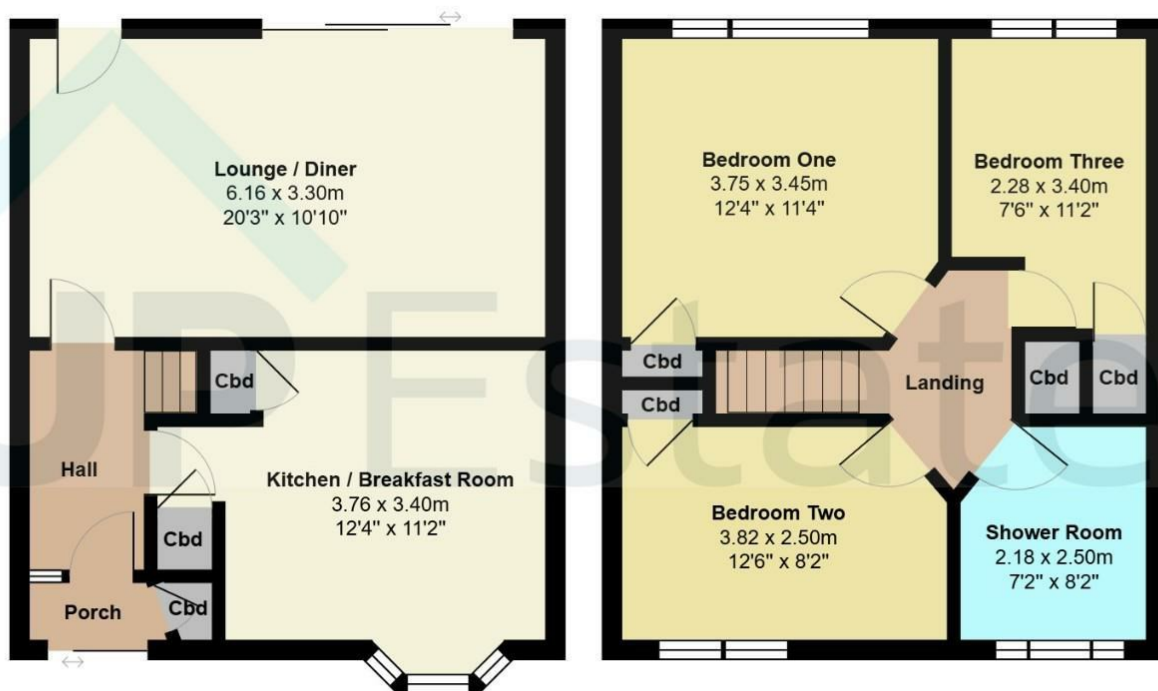 Lounge / Diner
6.16 x 3.30m
20'3" x 10'10"
Cbd
Hall
Kitchen / Breakfast Room
3.76 x 3.40m
12'4" x 11'2"
Cbd
Porch
Cbd
Bedroom One
3.75 x 3.45m
12'4" x 11'4"
Bedroom Three
2.28 x 3.40m
7'6" x 11'2"
Cbd
Cbd
Landing
Cbd
Cbd
Bedroom Two
3.82 x 2.50m
12'6" x 8'2"
Shower Room
2.18 x 2.50m
7'2" x 8'2"
UPEstate